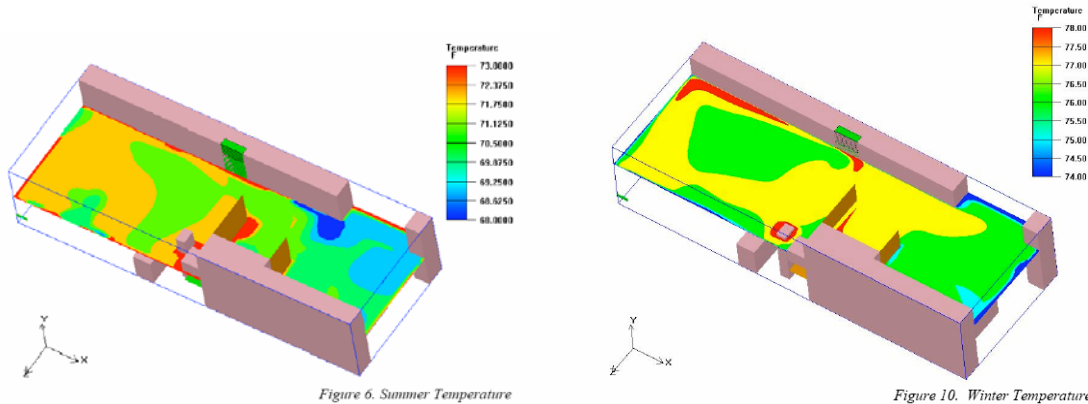 Temperature
F
73.0000
72.3750
71.7500
71.1250
70.5000
69.8750
69.2500
68.6250
68.0000
Y
X
Z
Figure 6. Summer Temperature
Temperature
F
78.00
77.50
77.00
76.50
76.00
75.50
75.00
74.50
74.00
Y
X
Z
Figure 10. Winter Temperature